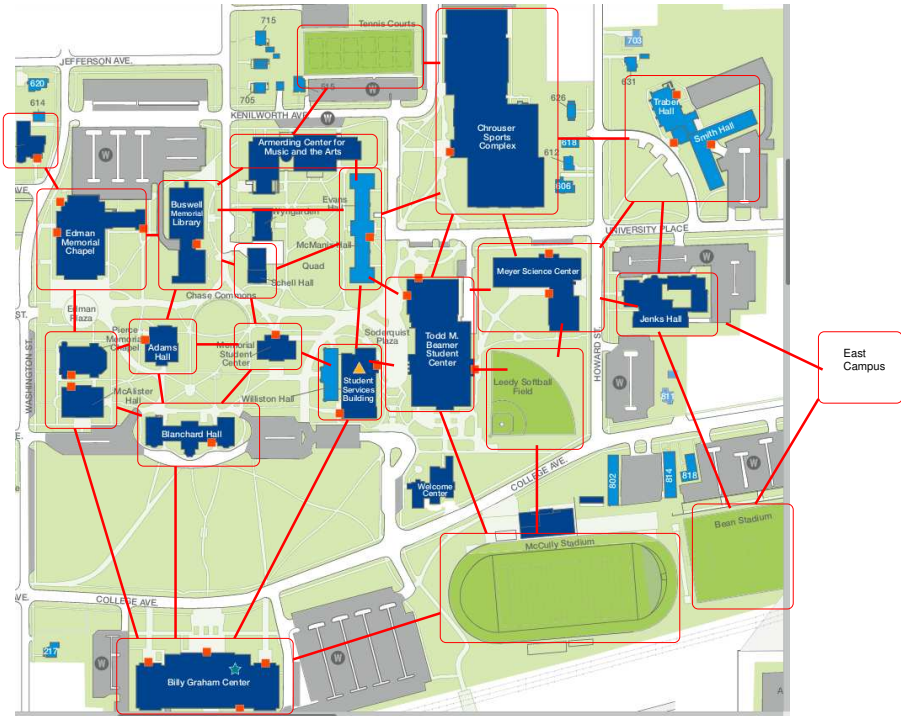 715
Tennis Courts
703
JEFFERSON AVE.
W
631
620
705
515
W
626
Traber
Hall
614
KENILWORTH AVE.
Smith Hall
W
Chrouser
Sports
Complex
618
Armerding Center for
Music and the Arts
612
606
AVE.
Evans
Hall
Buswell
Memorial
Library
Wyngarden
Edman
Memorial
Chapel
McManis Hall
UNIVERSITY PLACE
W
W
Quad
Meyer Science Center
Schell Hall
Chase Commons
Edman
Plaza
ST.
Jenks Hall
Pierce
Memorial
Chapel
Soderquist
Plaza
Todd M.
Beamer
Student
Center
Adams
Hall
Memorial
Student
Center
East
Campus
WASHINGTON ST.
HOWARD ST.
Student
Services
Building
Leedy Softball
Field
W
McAlister
Hall
Williston Hall
811
E.
Blanchard Hall
W
W
COLLEGE AVE.
W
802
814
818
Welcome
Center
Bean Stadium
McCully Stadium
VE.
COLLEGE AVE.
217
W
W
Billy Graham Center
A